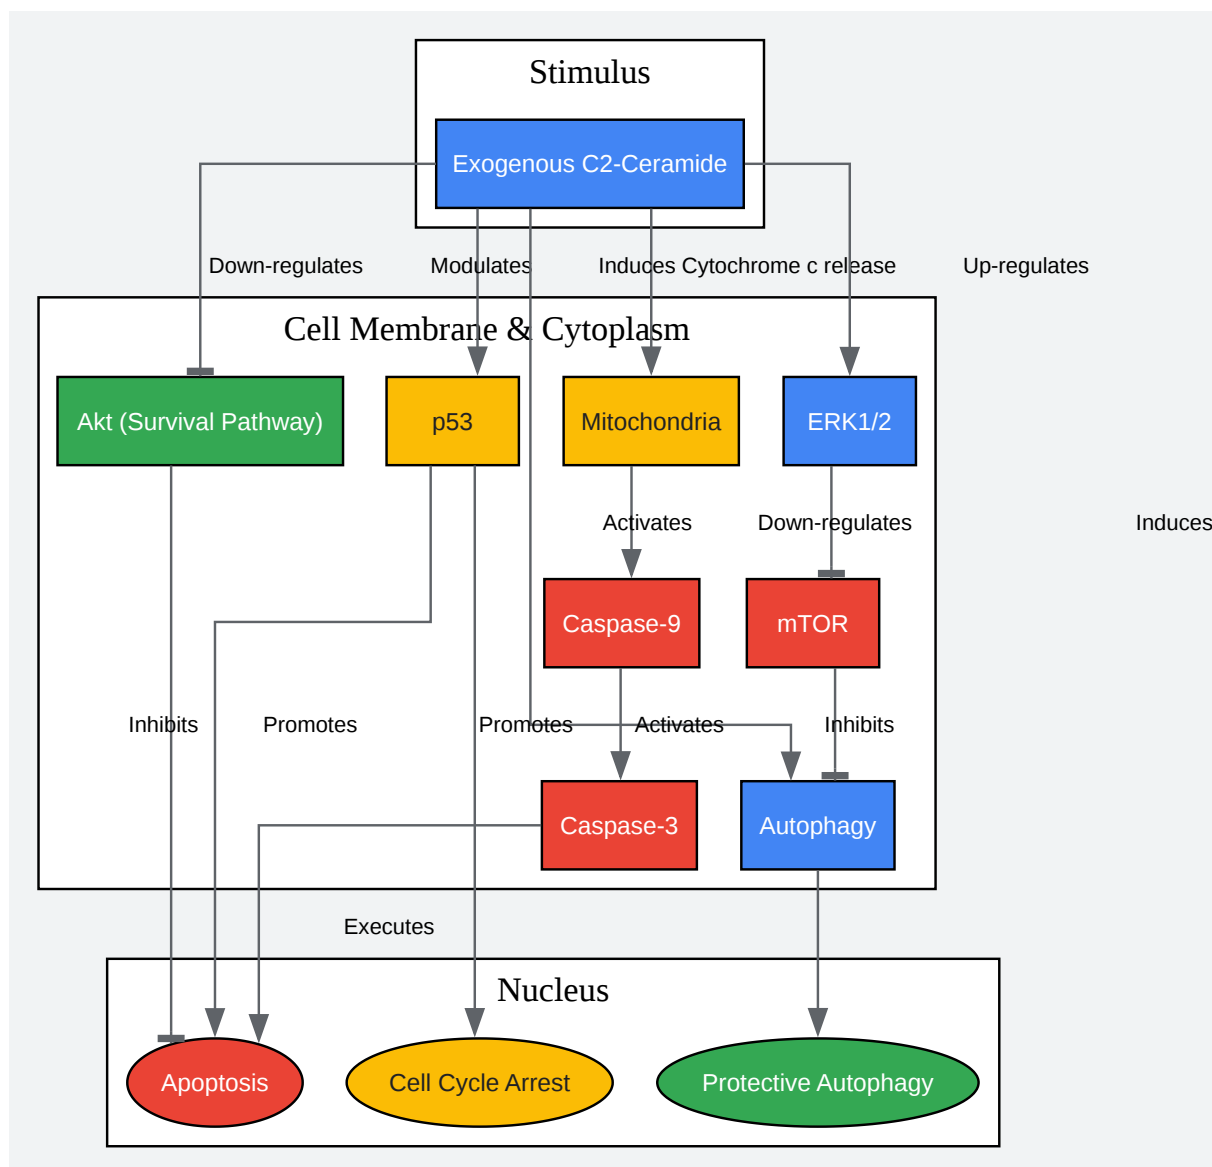 Stimulus
Exogenous C2-Ceramide
Down-regulates
Modulates
Induces Cytochrome c release
Up-regulates
Cell Membrane & Cytoplasm
Akt (Survival Pathway)
p53
Mitochondria
ERK1/2
Activates
Down-regulates
Induces
Caspase-9
mTOR
Inhibits
Promotes
Promotes
Activates
Inhibits
Caspase-3
Autophagy
Executes
Nucleus
Apoptosis
Cell Cycle Arrest
Protective Autophagy